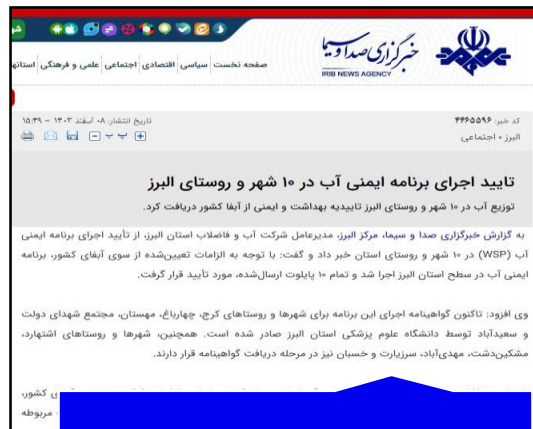 خبرگزاری صدا و سیما
IRIB NEWS AGENCY
صفحه نخست سیاسی اقتصادی اجتماعی علمی و فرهنگی
کد خبر: ۴۴۶۵۵۹۶
تاریخ انتشار: ۰۸ اسفند ۱۴۰۳ - ۱۵:۴۹
البرز » اجتماعی
تایید اجرای برنامه ایمنی آب در ۱۰ شهر و روستای البرز
توزیع آب در ۱۰ شهر و روستای البرز تاییدیه بهداشت و ایمنی از آبفا کشور دریافت کرد.
به گزارش خبرگزاری صدا و سیما، مرکز البرز، مدیرعامل شرکت آب و فاضلاب استان البرز، از تأیید اجرای برنامه ایمنی
آب (WSP) در ۱۰ شهر و روستای استان خبر داد و گفت: با توجه به الزامات تعیین‌شده از سوی آبفای کشور، برنامه
ایمنی آب در سطح استان البرز اجرا شد و تمام ۱۰ پایلوت ارسال‌شده، مورد تأیید قرار گرفت.
وی افزود: تاکنون گواهینامه اجرای این برنامه برای شهرها و روستاهای کرج، چهارباغ، مهستان، مجتمع شهدای دولت
و سعیدآباد توسط دانشگاه علوم پزشکی استان البرز صادر شده است. همچنین، شهرها و روستاهای اشتهارد،
مشکین‌دشت، مهدی‌آباد، سرزیارت و خسبان نیز در مرحله دریافت گواهینامه قرار دارند.
کشور،
مربوطه